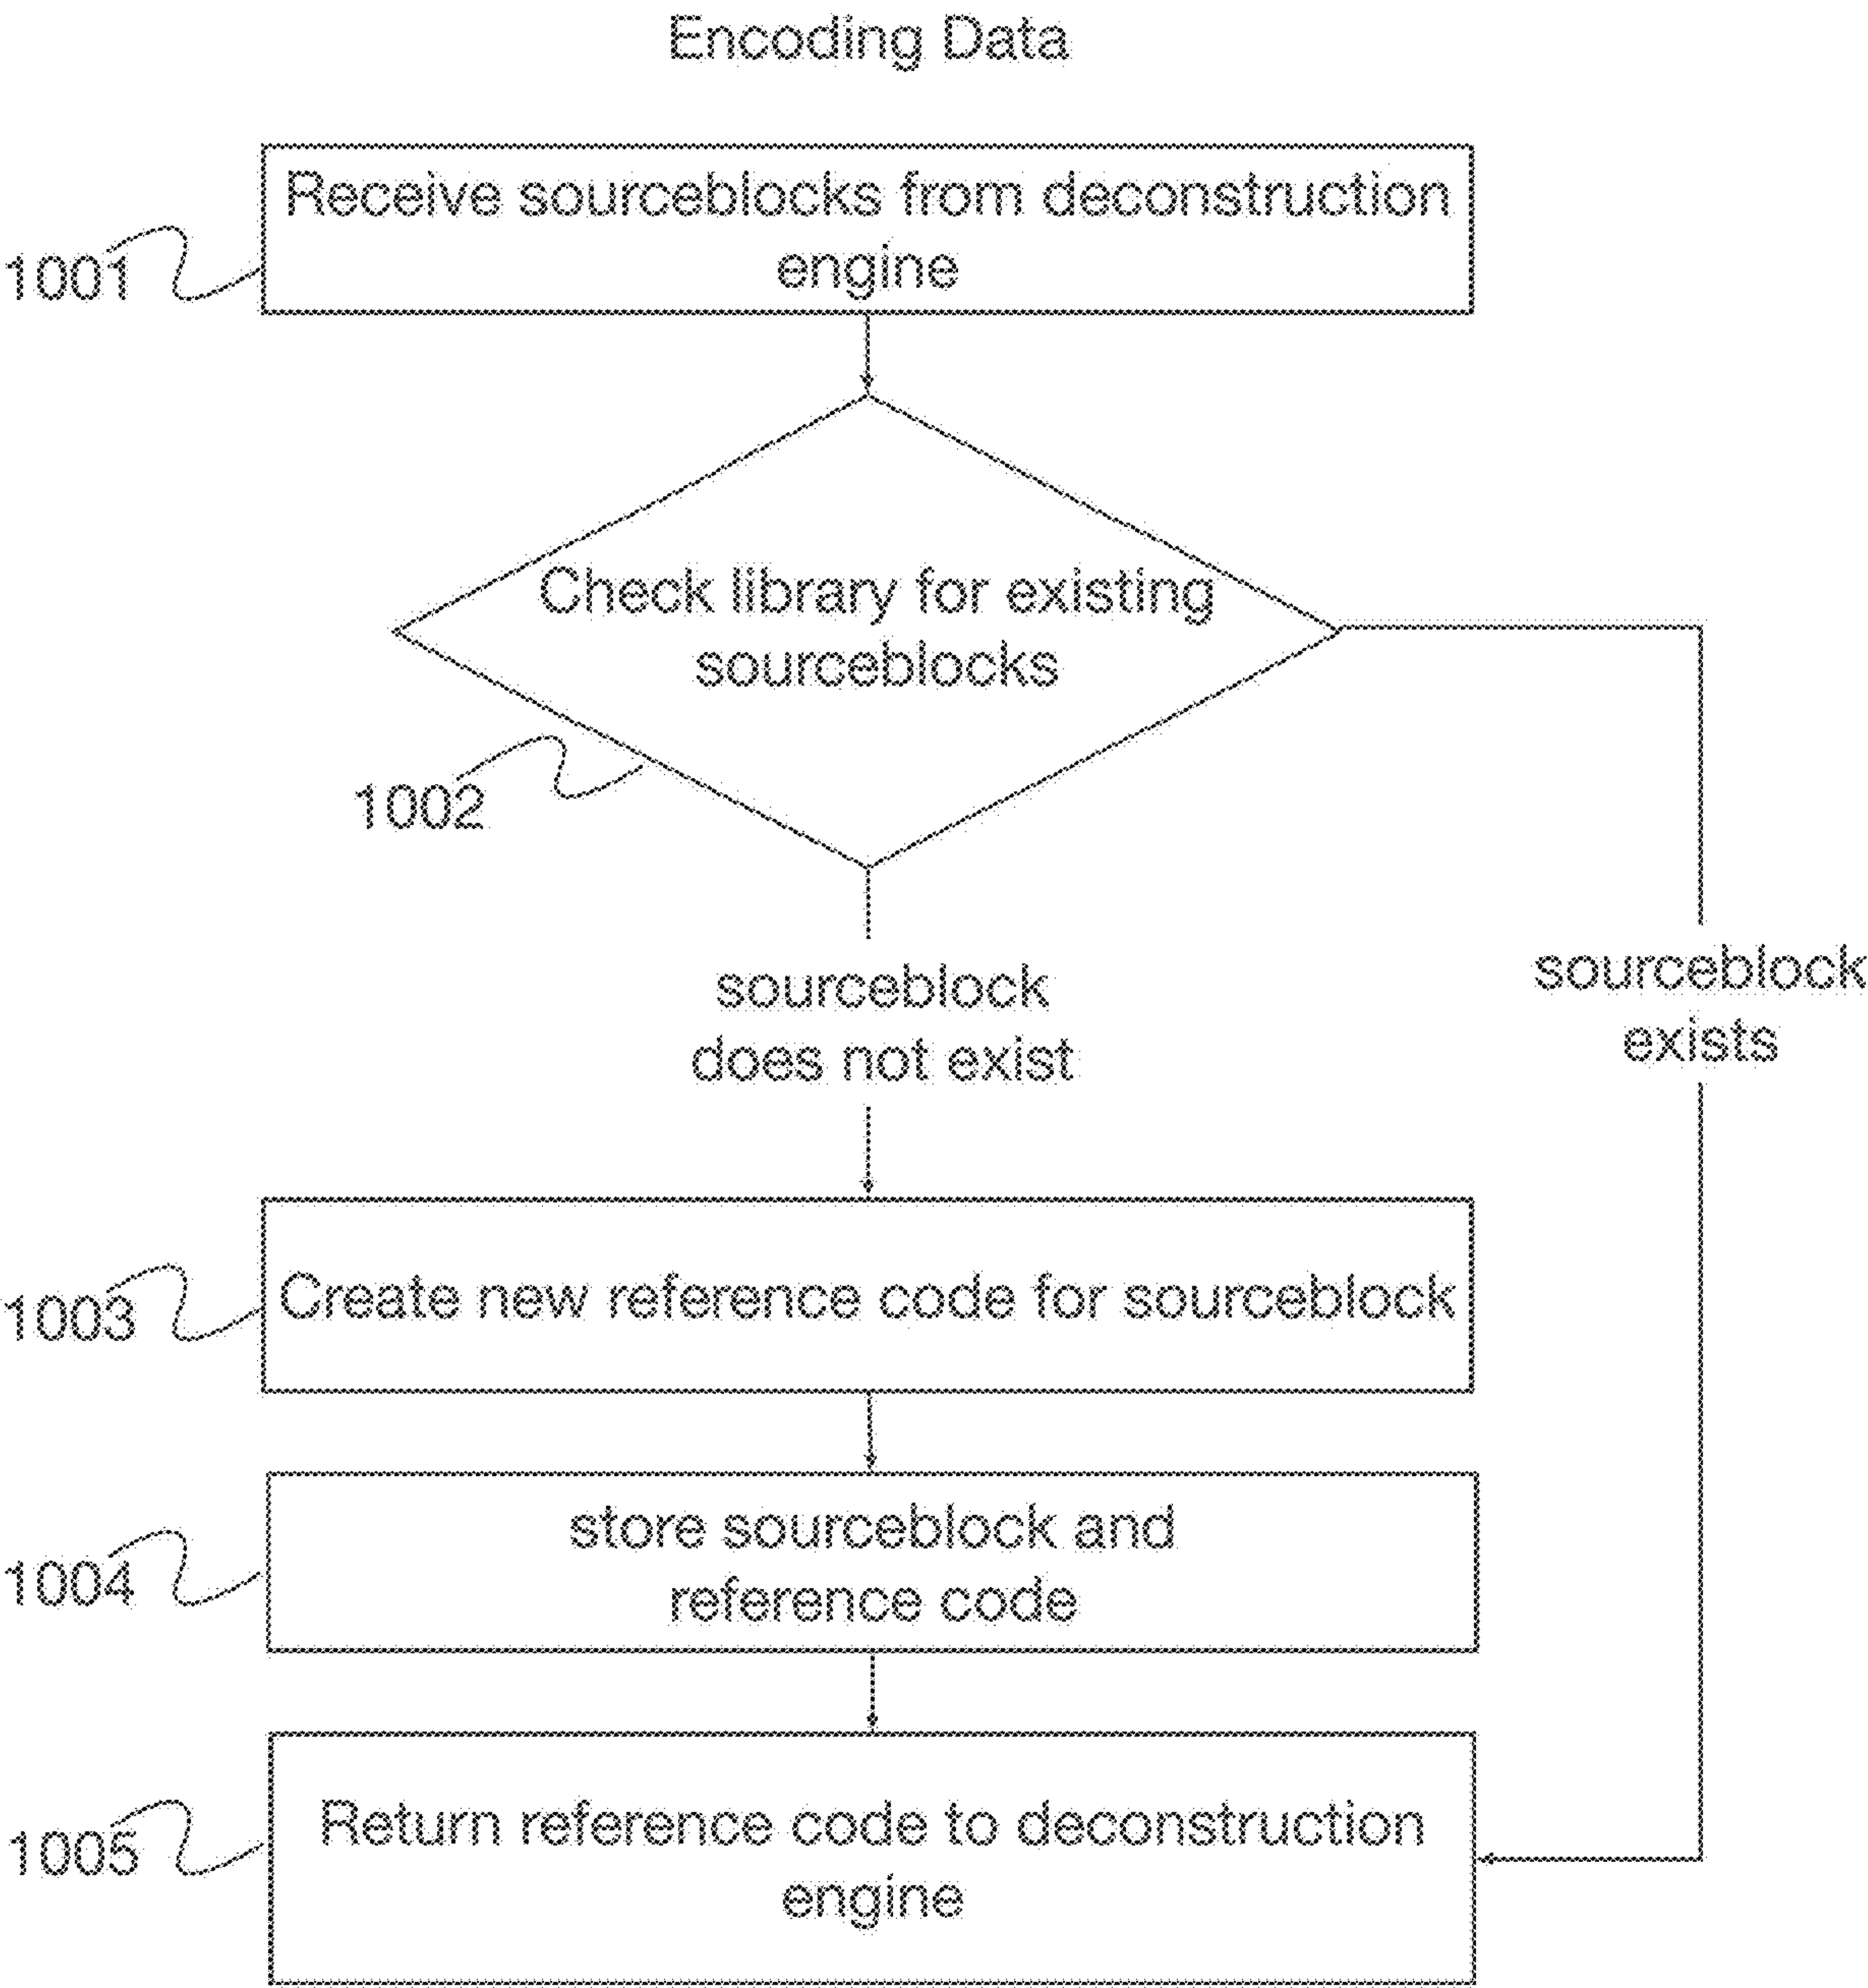 Encoding Data
Receive sourceblocks from deconstruction
engine
1001
Check library for existing
sourceblocks
1002
sourceblock
does not exist
sourceblock
exists
Create new reference code for sourceblock
1003
store sourceblock and
reference code
1004
Return reference code to deconstruction
engine
1005